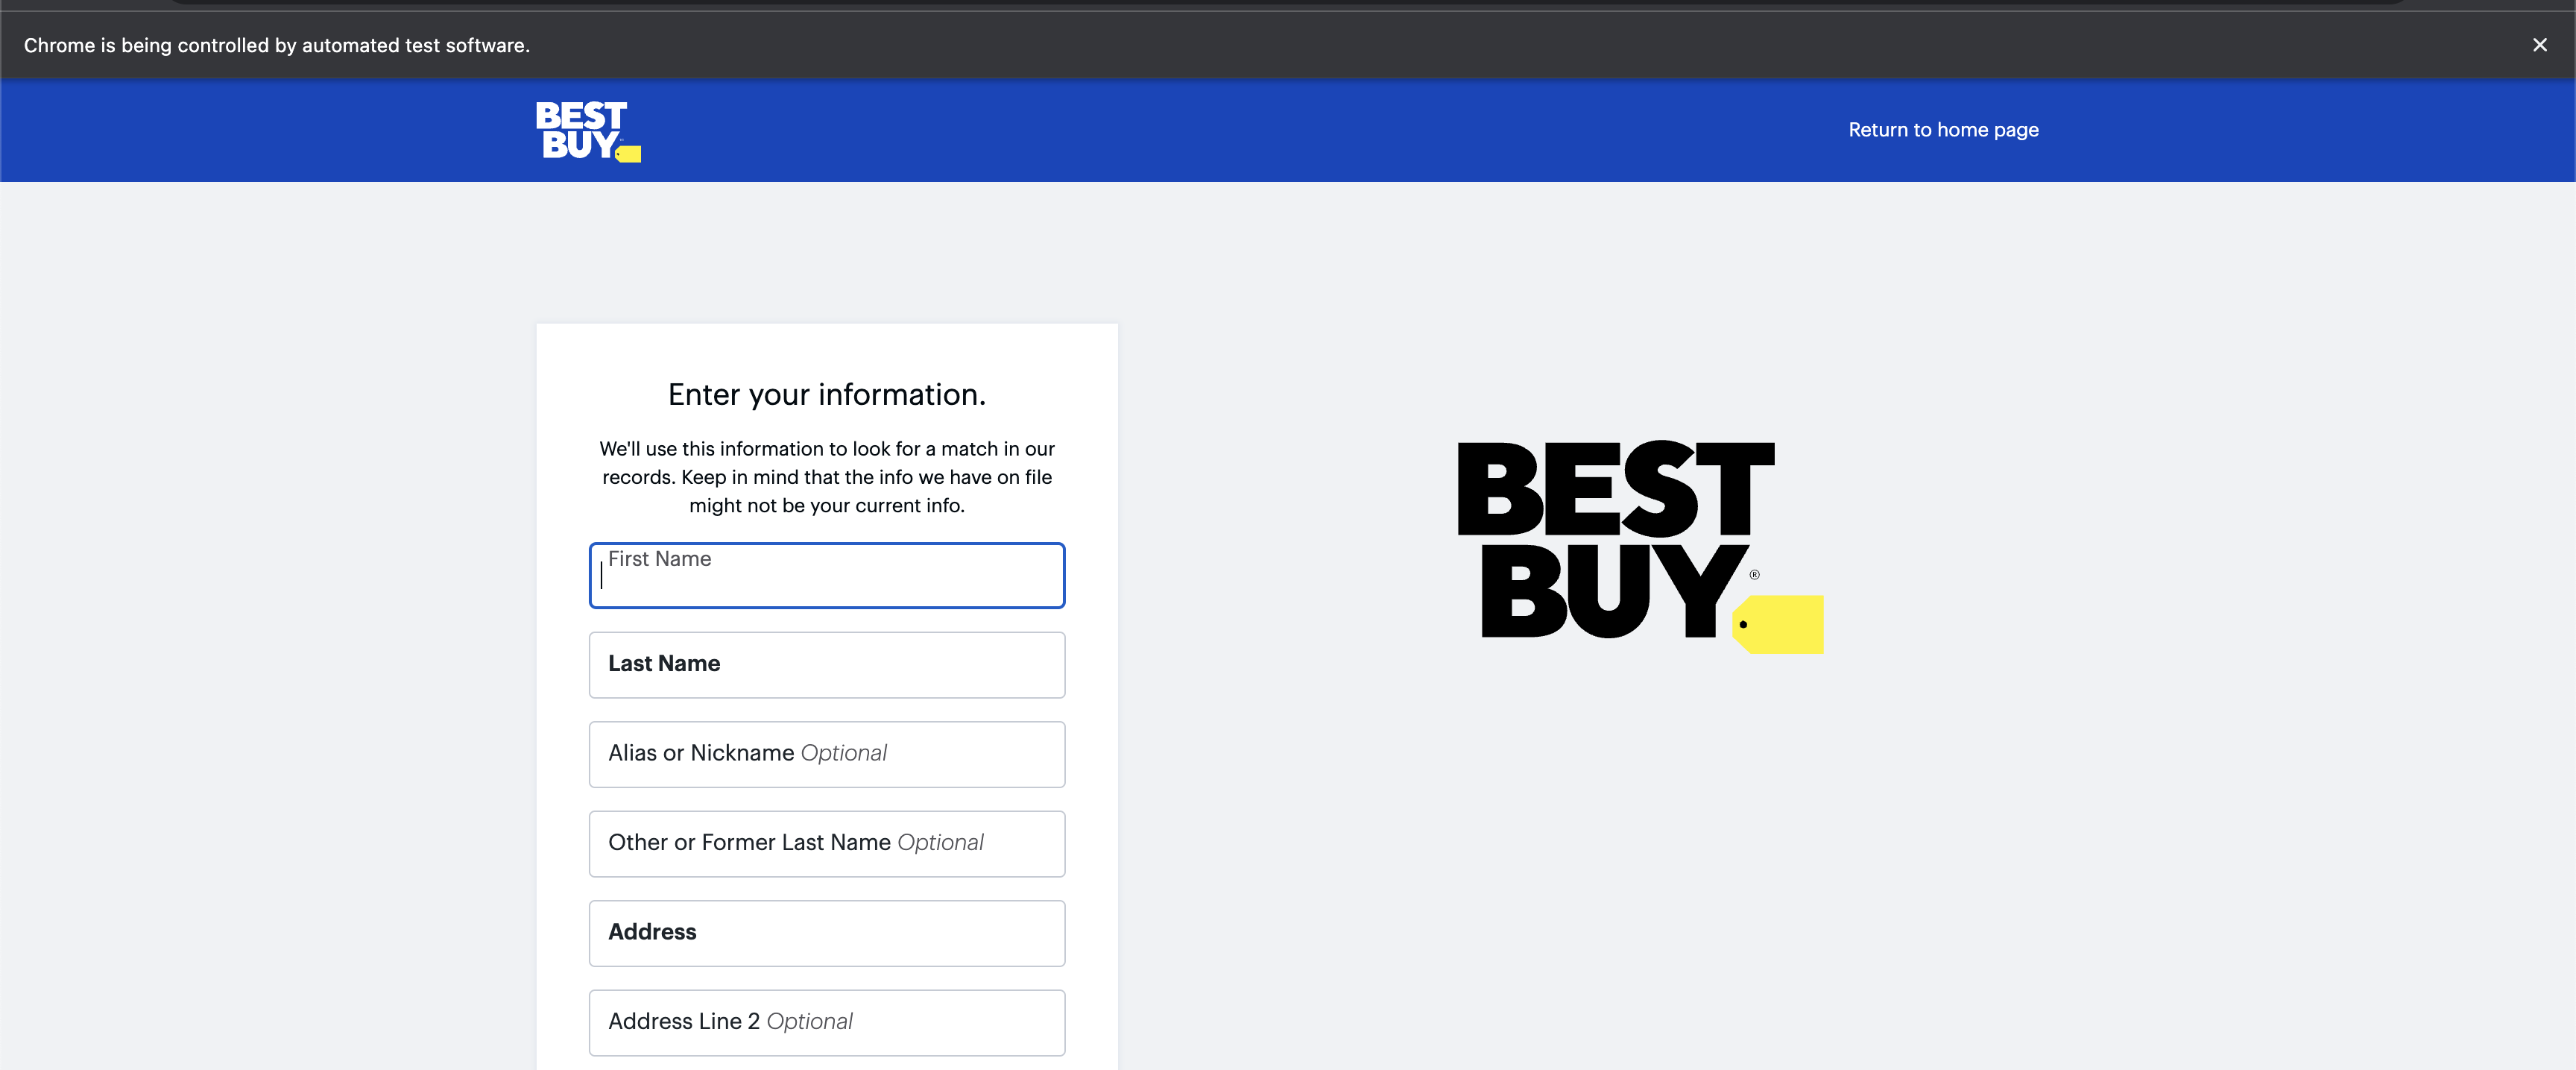 Chrome is being controlled by automated test software.
BEST
BUY
Return to home page
Enter your information.
We'll use this information to look for a match in our
records. Keep in mind that the info we have on file
might not be your current info.
First Name
Last Name
Alias or Nickname Optional
Other or Former Last Name Optional
Address
Address Line 2 Optional
BEST
BUY®